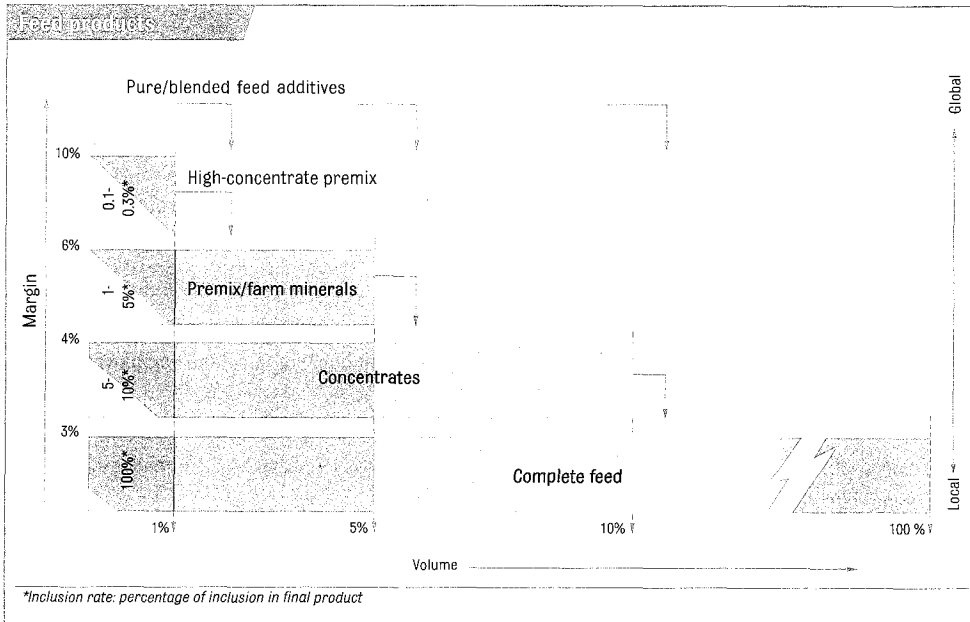 Feed products
Pure/blended feed additives
Global
10%
0.1-
0.3%*
High-concentrate premix
6%
1-
5%*
Premix/farm minerals
Margin
4%
5-
10%*
Concentrates
3%
100%*
Complete feed
Local
1%
5%
10%
100 %
Volume
*Inclusion rate: percentage of inclusion in final product